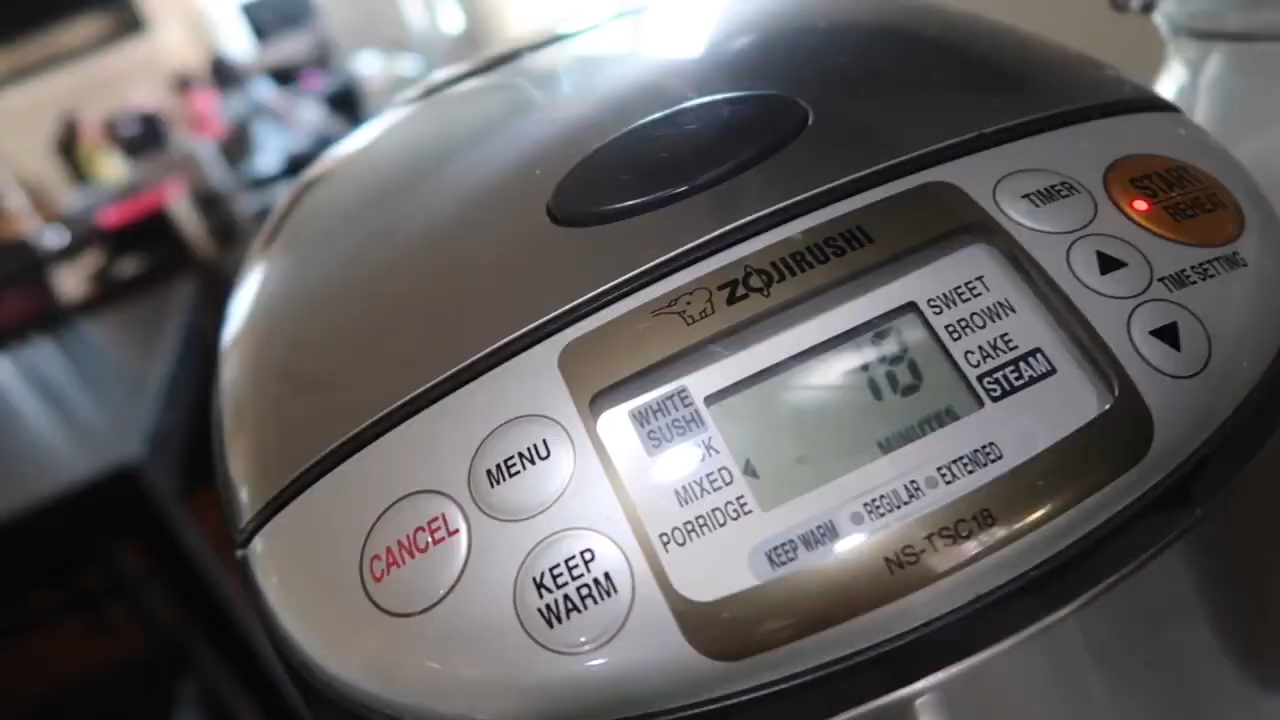 ZOJIRUSHI
TIMER
START
REHEAT
TIME SETTING
WHITE
SUSHI
MIXED
PORRIDGE
18
MINUTES
SWEET
BROWN
CAKE
STEAM
KEEP WARM
REGULAR
EXTENDED
NS-TSC18
MENU
CANCEL
KEEP
WARM